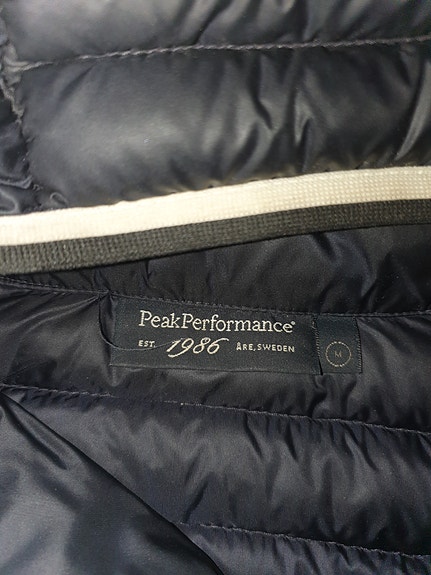 PeakPerformance®
EST. 1986 ÅRE, SWEDEN
M